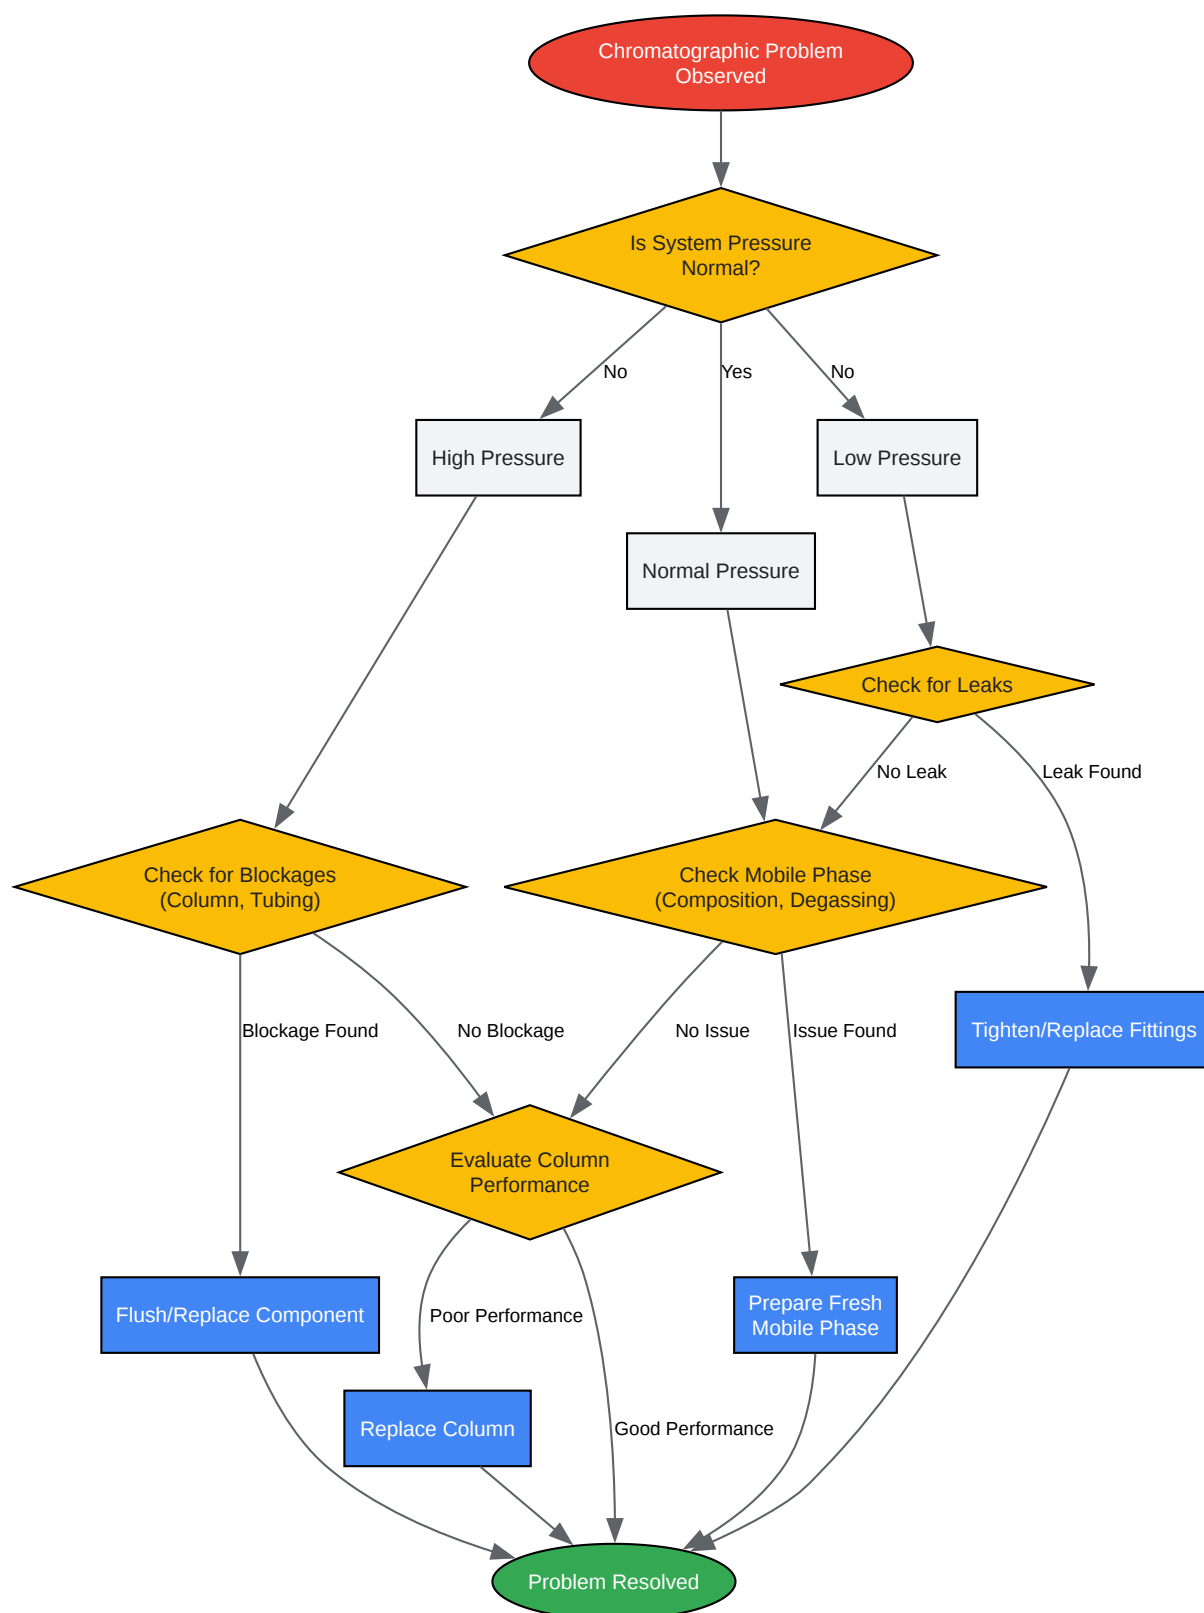 Chromatographic Problem
Observed
Is System Pressure
Normal?
No
Yes
No
High Pressure
Low Pressure
Normal Pressure
Check for Leaks
No Leak
Leak Found
Check for Blockages
(Column, Tubing)
Check Mobile Phase
(Composition, Degassing)
Blockage Found
No Blockage
No Issue
Issue Found
Tighten/Replace Fittings
Evaluate Column
Performance
Flush/Replace Component
Poor Performance
Prepare Fresh
Mobile Phase
Replace Column
Good Performance
Problem Resolved